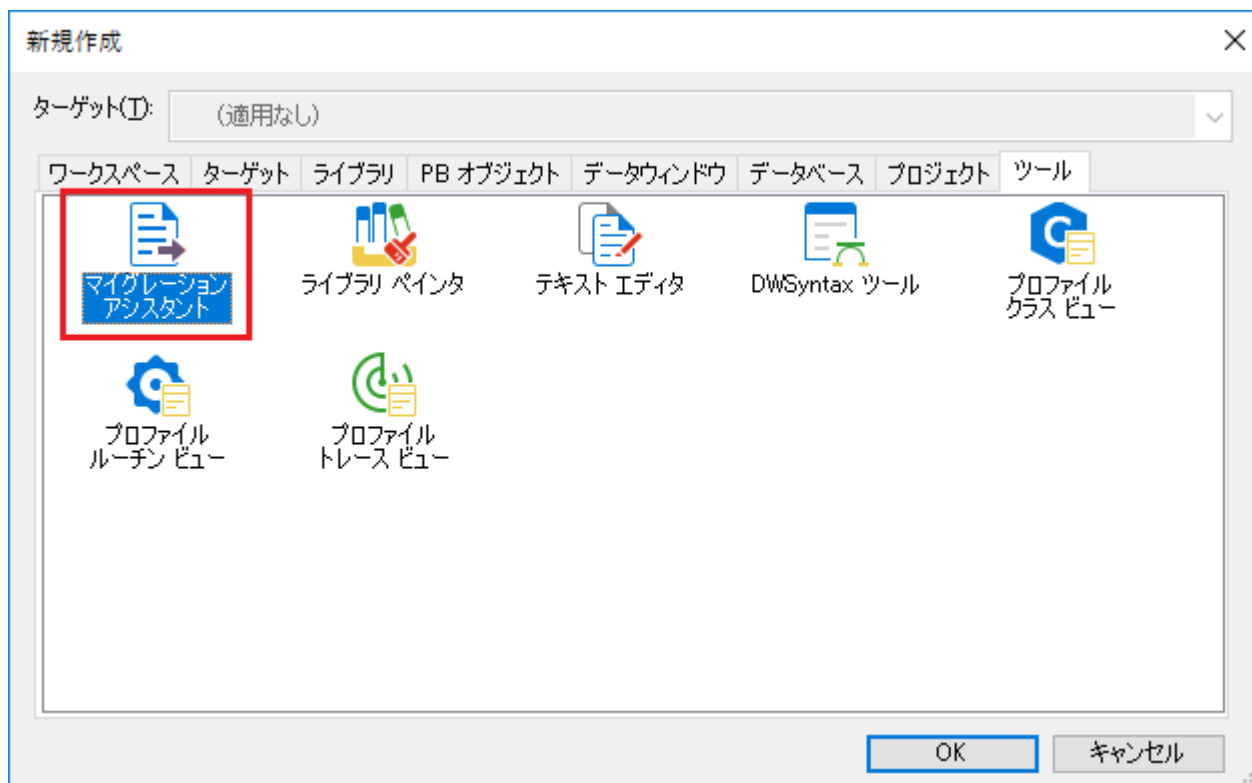 新規作成
ターゲット(T): (適用なし)
ワークスペース ターゲット ライブラリ PB オブジェクト データウィンドウ データベース プロジェクト ツール
マイグレーション
アシスタント
ライブラリ ペインタ
テキスト エディタ
DWSyntax ツール
プロファイル
クラス ビュー
プロファイル
ルーチン ビュー
プロファイル
トレース ビュー
OK キャンセル